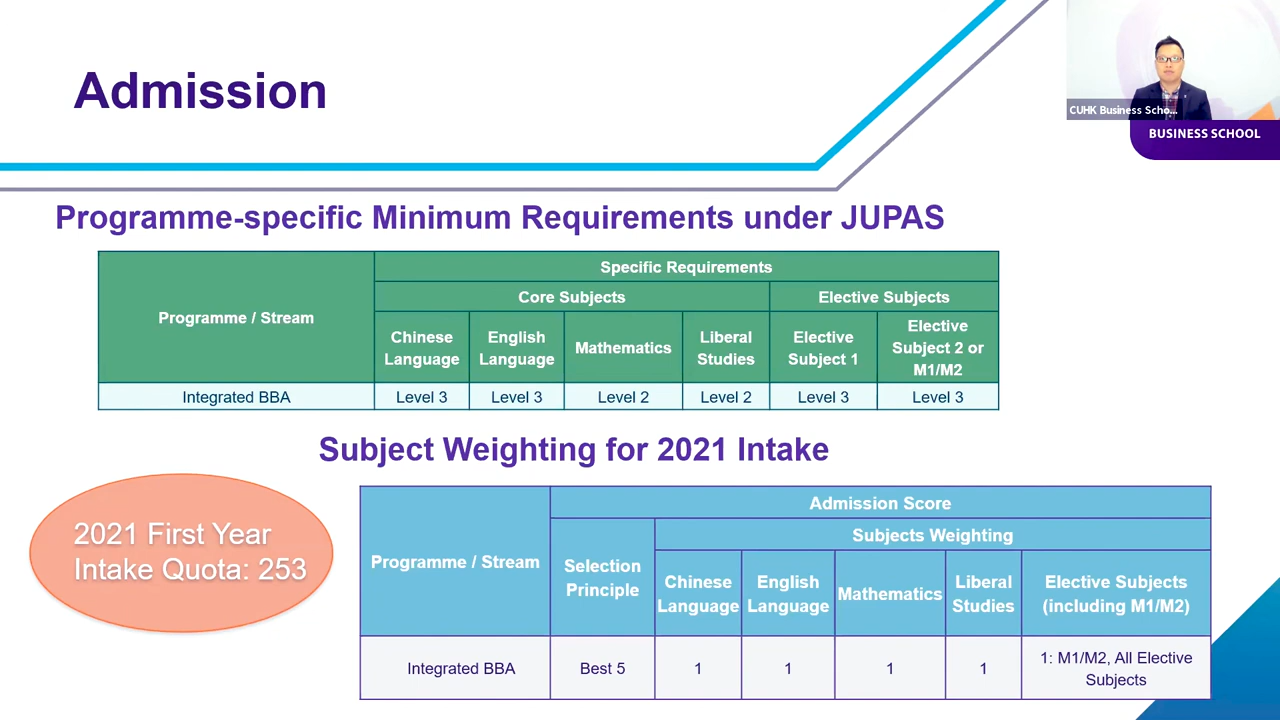 Admission
CUHK Business Scho...
BUSINESS SCHOOL
Programme-specific Minimum Requirements under JUPAS
Programme / Stream
Specific Requirements
Core Subjects
Elective Subjects
Chinese
Language
English
Language
Mathematics
Liberal
Studies
Elective
Subject 1
Elective
Subject 2 or
M1/M2
Integrated BBA
Level 3
Level 3
Level 2
Level 2
Level 3
Level 3
Subject Weighting for 2021 Intake
2021 First Year
Intake Quota: 253
Programme / Stream
Admission Score
Selection
Principle
Subjects Weighting
Chinese
Language
English
Language
Mathematics
Liberal
Studies
Elective Subjects
(including M1/M2)
Integrated BBA
Best 5
1
1
1
1
1: M1/M2, All Elective
Subjects